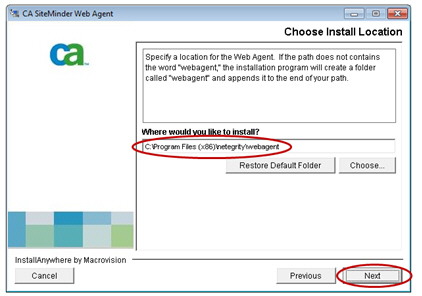 CA SiteMinder Web Agent
Choose Install Location
ca
Specify a location for the Web Agent. If the path does not contains
the word "webagent," the installation program will create a folder
called "webagent" and appends it to the end of your path.
Where would you like to install?
C:\Program Files (x86)\netegrity\webagent
Restore Default Folder
Choose...
InstallAnywhere by Macrovision
Cancel
Previous
Next